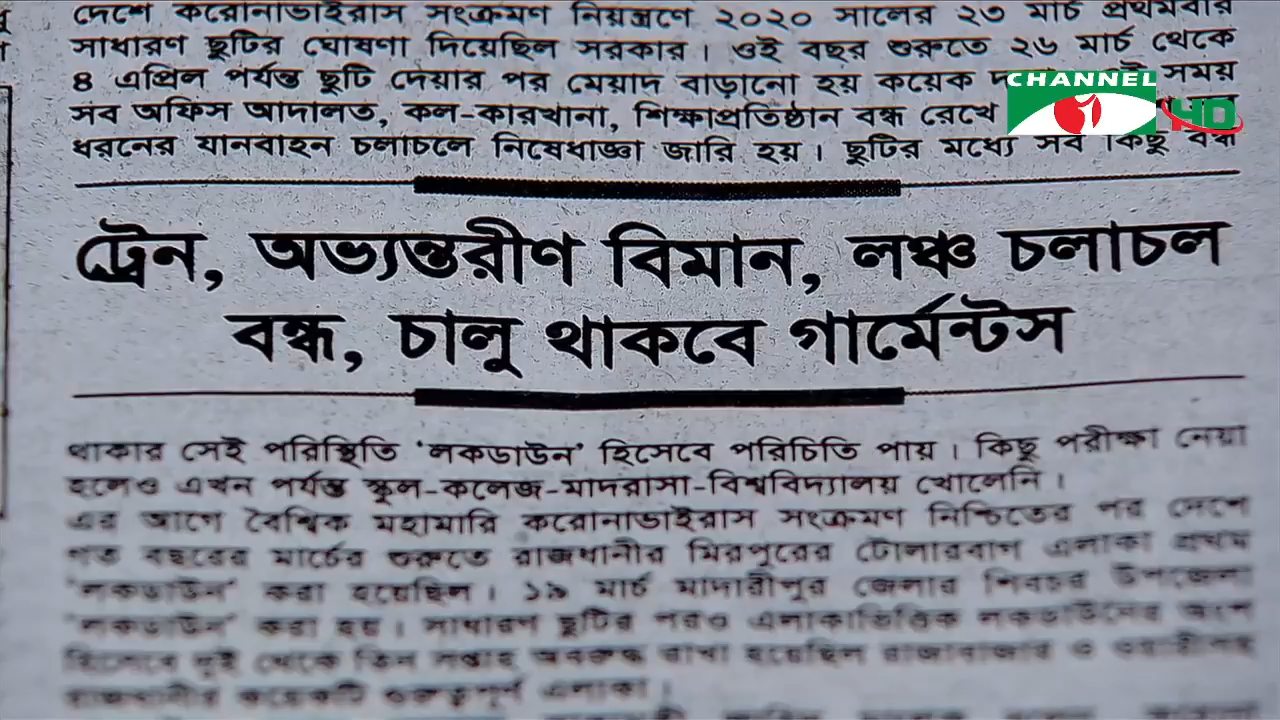 দেশে করোনাভাইরাস সংক্রমণ নিয়ন্ত্রণে ২০২০ সালের ২৩ মার্চ প্রথমবার
সাধারণ ছুটির ঘোষণা দিয়েছিল সরকার। ওই বছর শুরুতে ২৬ মার্চ থেকে
৪ এপ্রিল পর্যন্ত ছুটি দেয়ার পর মেয়াদ বাড়ানো হয় কয়েক সময়
সব অফিস আদালত, কল-কারখানা, শিক্ষাপ্রতিষ্ঠান বন্ধ রেখে
ধরনের যানবাহন চলাচলে নিষেধাজ্ঞা জারি হয়। ছুটির মধ্যে সব কিছু বন্ধ
CHANNEL
HD
ট্রেন, অভ্যন্তরীণ বিমান, লঞ্চ চলাচল
বন্ধ, চালু থাকবে গার্মেন্টস
থাকার সেই পরিস্থিতি ‘লকডাউন’ হিসেবে পরিচিতি পায়। কিছু পরীক্ষা নেয়া
হলেও এখন পর্যন্ত স্কুল-কলেজ-মাদরাসা-বিশ্ববিদ্যালয় খোলেনি।
এর আগে বৈশ্বিক মহামারি করোনাভাইরাস সংক্রমণ নিশ্চিতের পর দেশে
গত বছরের মার্চের শুরুতে রাজধানীর মিরপুরের টোলারবাগ এলাকা প্রথম
‘লকডাউন’ করা হয়েছিল। ১৯ মার্চ মাদারীপুর জেলার শিবচর উপজেলা
‘লকডাউন’ করা হয়। সাধারণ ছুটির পরও এলাকাভিত্তিক লকডাউনের অংশ
হিসেবে দুই থেকে তিন সপ্তাহ অবরুদ্ধ রাখা হয়েছিল রাজাবাজার ও ওয়ারীসহ
রাজধানীর কয়েকটি গুরুত্বপূর্ণ এলাকা।